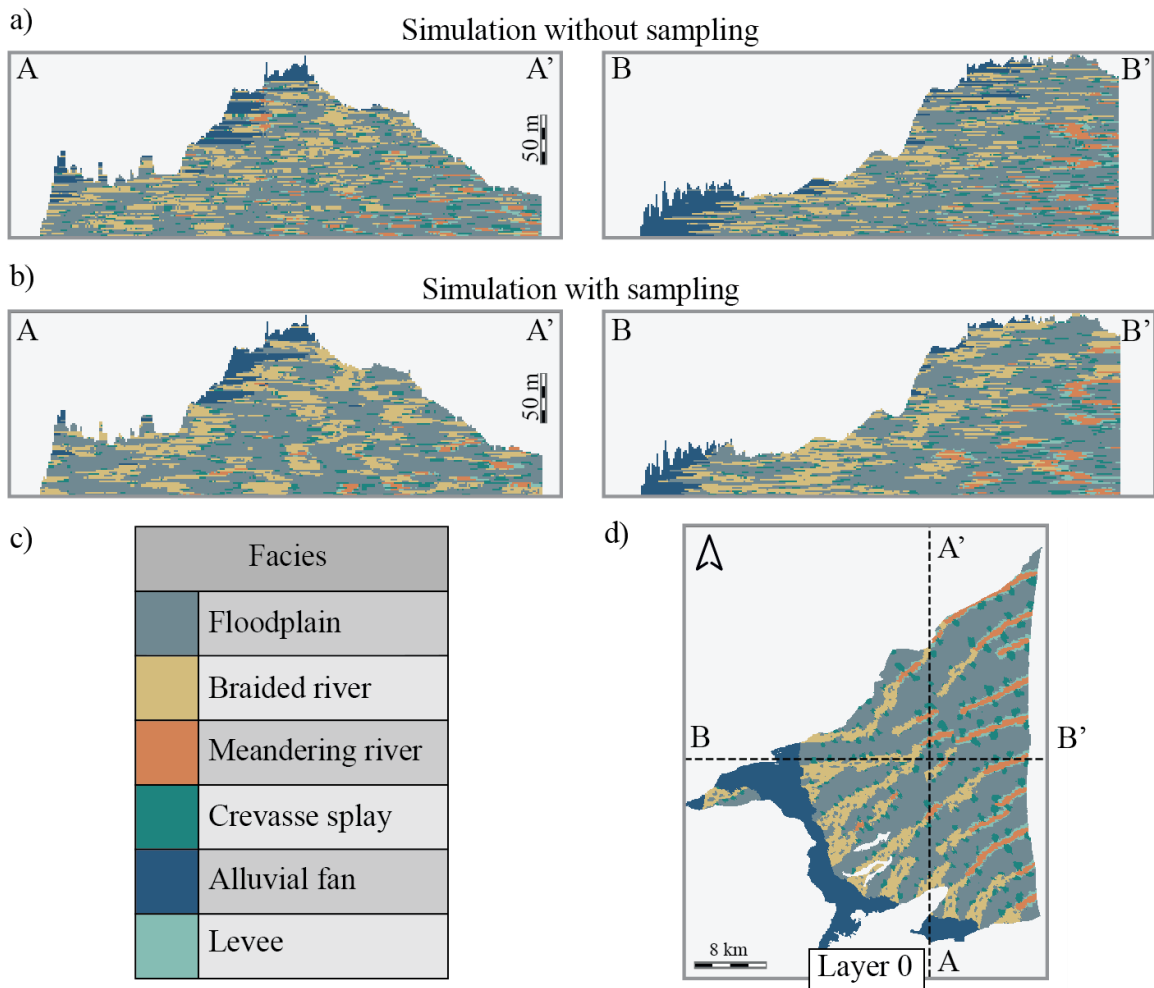 a)
Simulation without sampling
A
A’
50 m
B
B’
b)
Simulation with sampling
A
A’
50 m
B
B’
c)
Facies
Floodplain
Braided river
Meandering river
Crevasse splay
Alluvial fan
Levee
d)
A’
B
B’
8 km
Layer 0
A